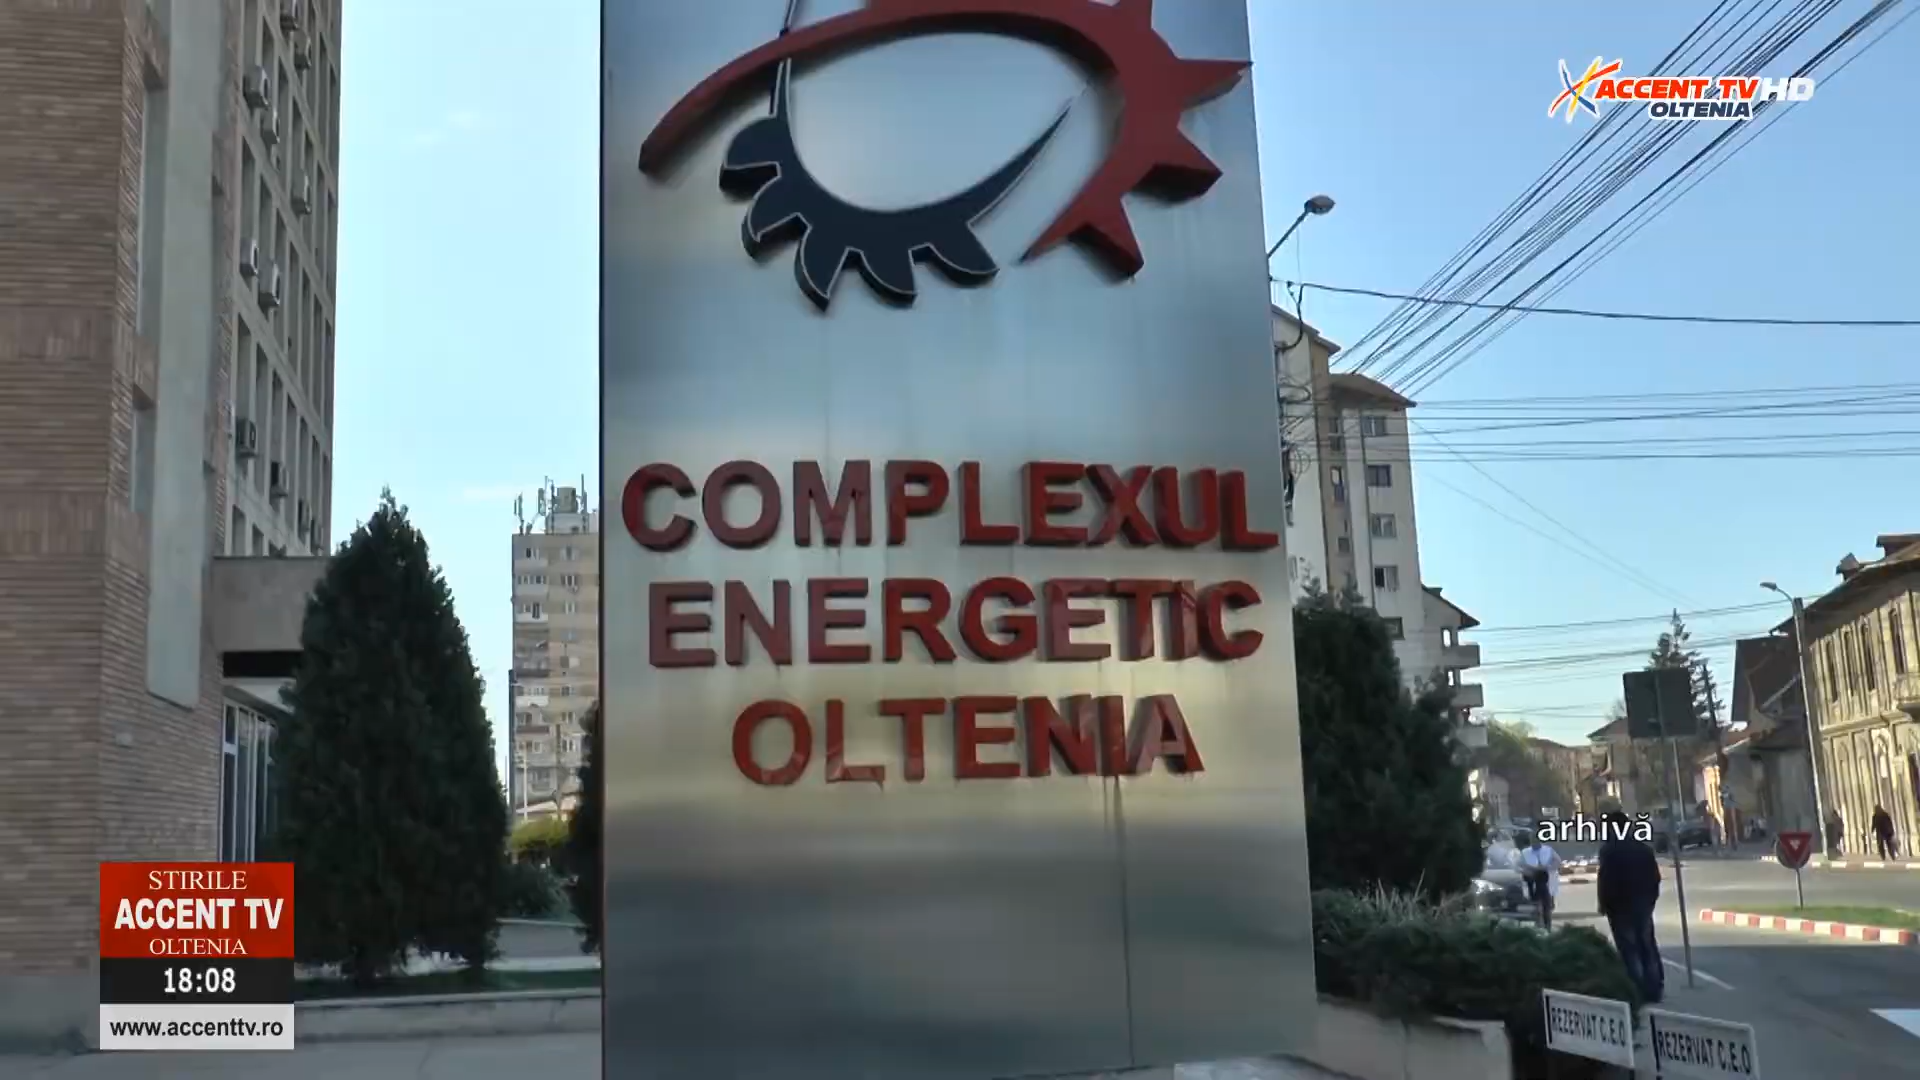 ACCENT TV HD
OLTENIA
COMPLEXUL
ENERGETIC
OLTENIA
arhivă
STIRILE
ACCENT TV
OLTENIA
18:08
www.accenttv.ro
REZERVAT C.E.O
REZERVAT C.E.O